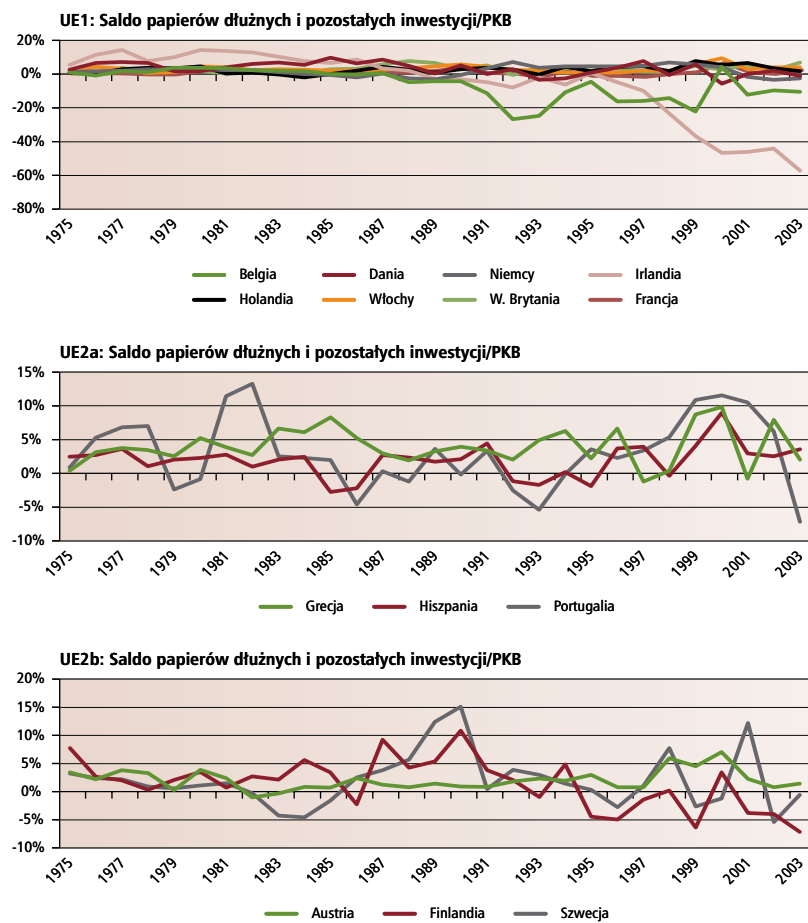 UE1: Saldo papierów dłużnych i pozostałych inwestycji/PKB
20%
0%
-20%
-40%
-60%
-80%
1975 1977 1979 1981 1983 1985 1987 1989 1991 1993 1995 1997 1999 2001 2003
Belgia Dania Niemcy Irlandia
Holandia Włochy W. Brytania Francja
UE2a: Saldo papierów dłużnych i pozostałych inwestycji/PKB
15%
10%
5%
0%
-5%
-10%
1975 1977 1979 1981 1983 1985 1987 1989 1991 1993 1995 1997 1999 2001 2003
Grecja Hiszpania Portugalia
UE2b: Saldo papierów dłużnych i pozostałych inwestycji/PKB
20%
15%
10%
5%
0%
-5%
-10%
1975 1977 1979 1981 1983 1985 1987 1989 1991 1993 1995 1997 1999 2001 2003
Austria Finlandia Szwecja